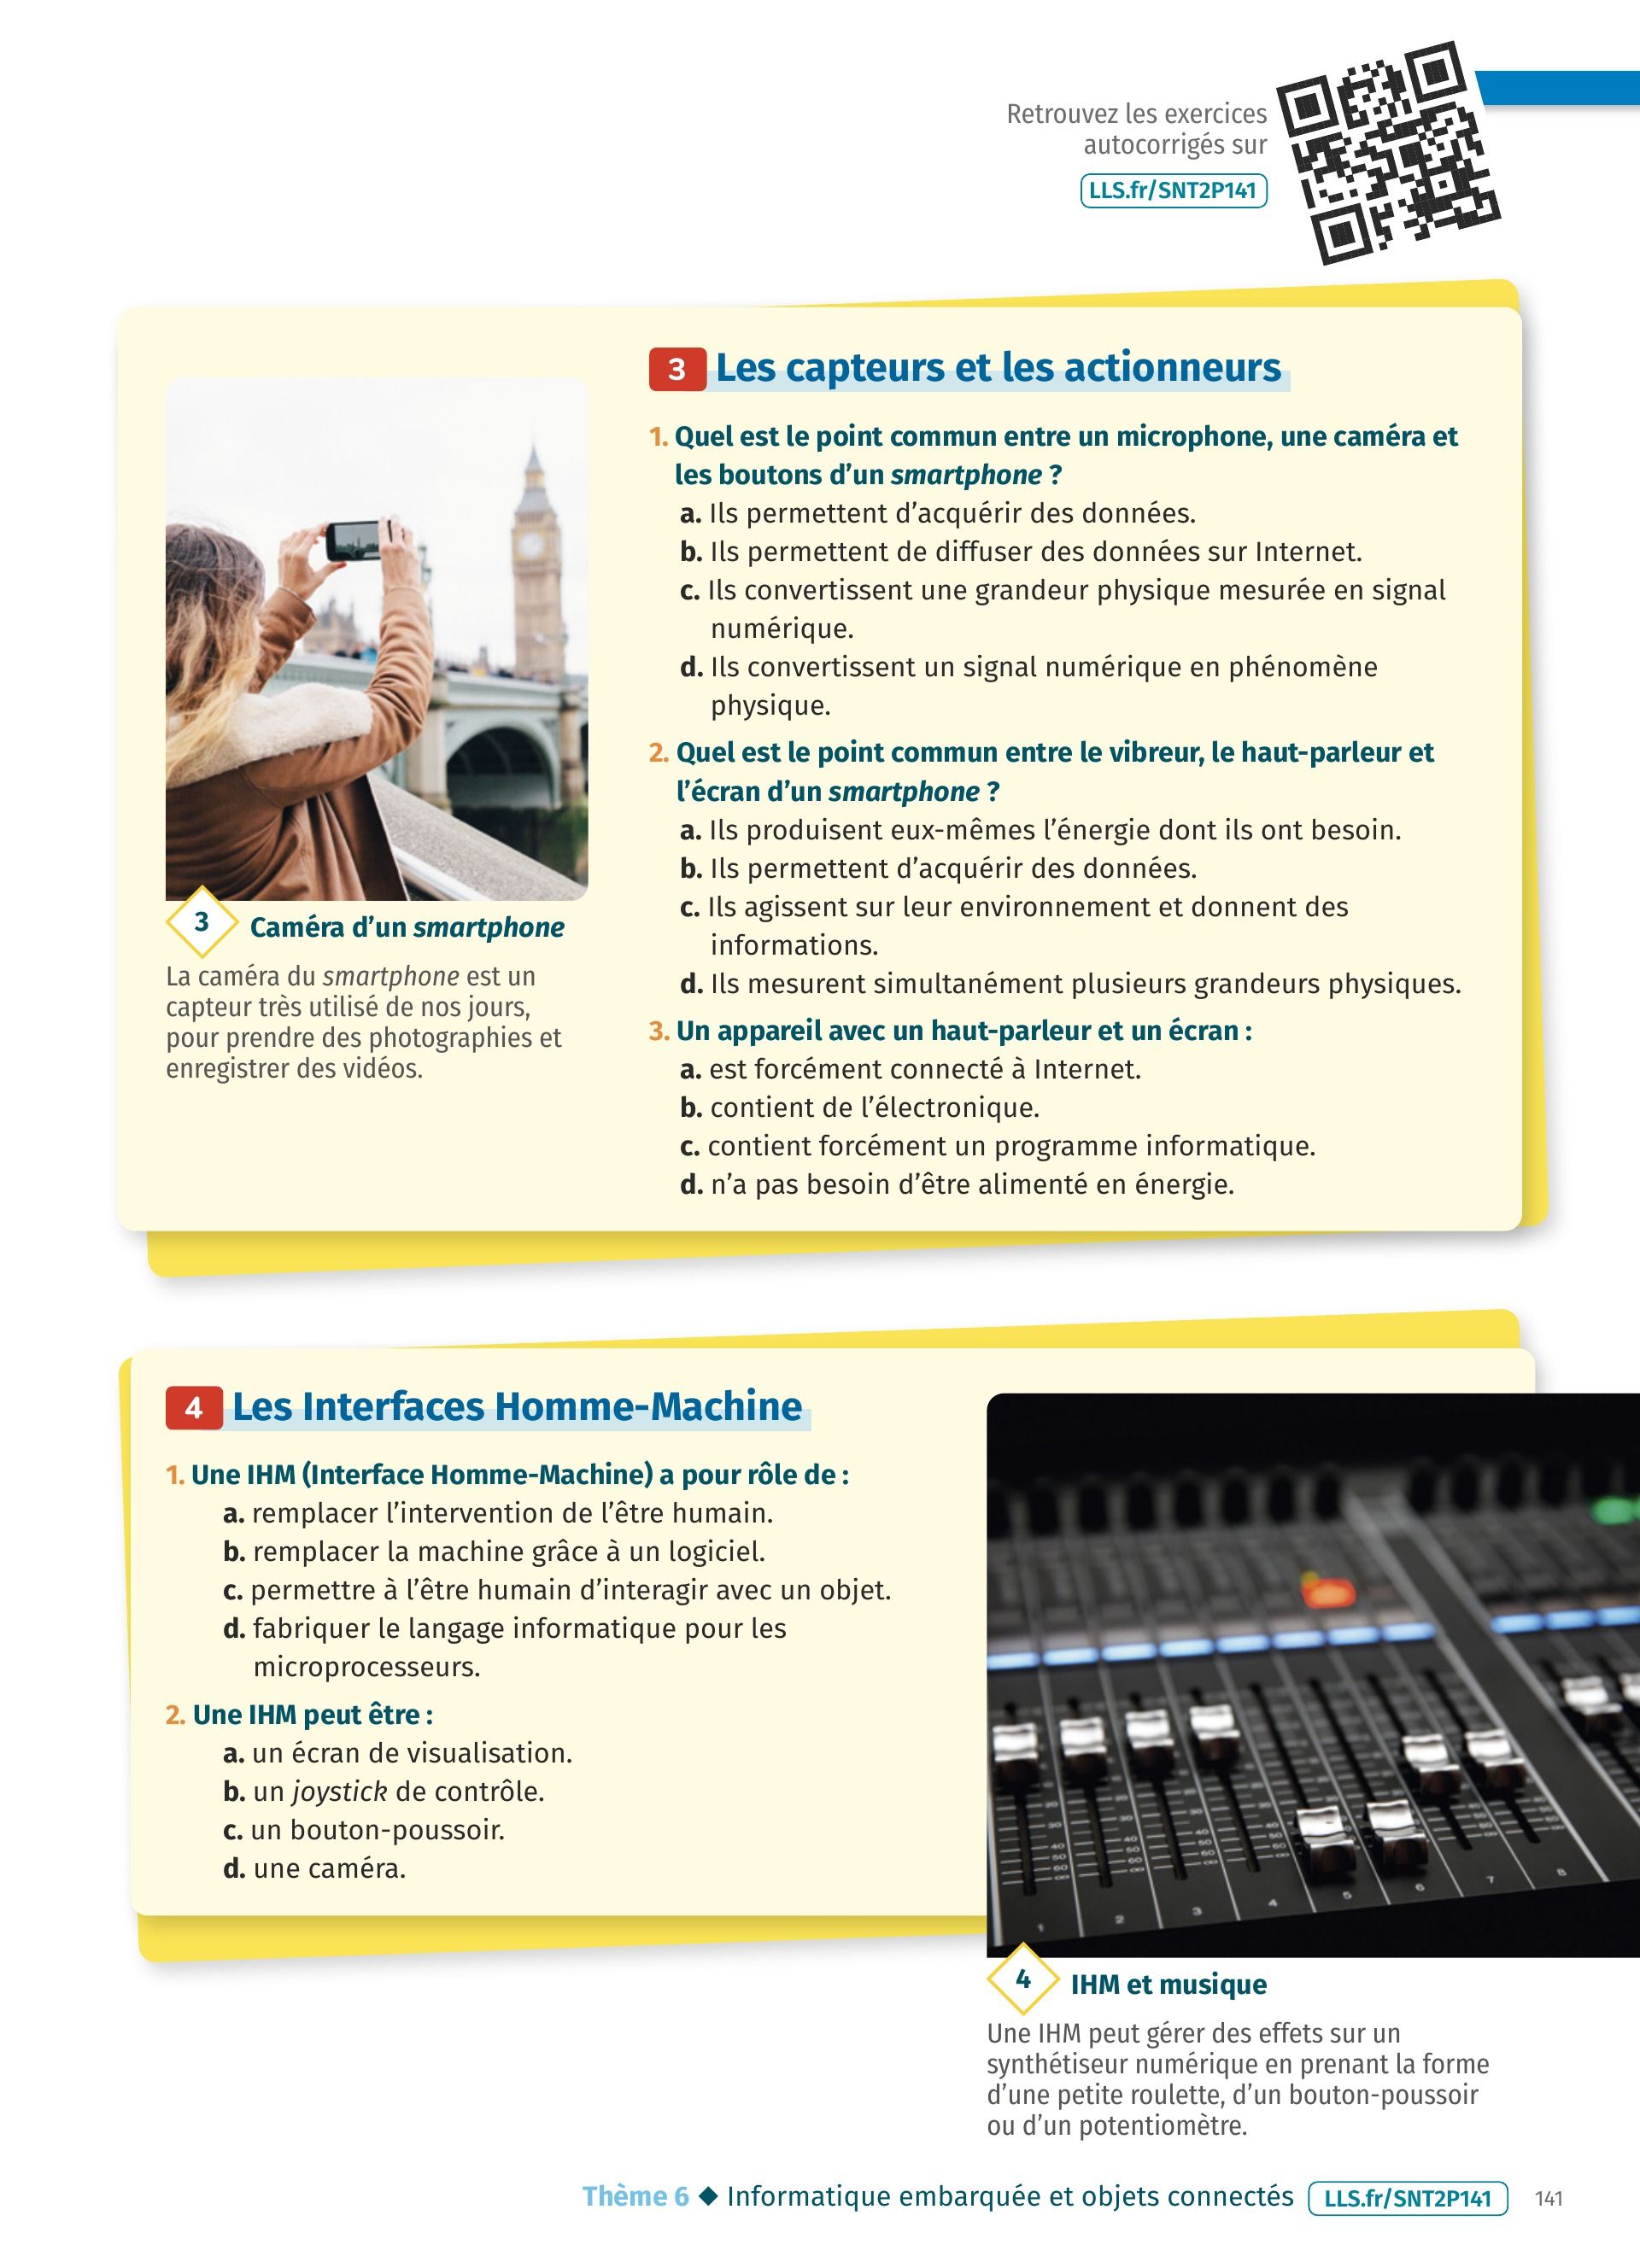 Retrouvez les exercices
autocorrigés sur
LLS.fr/SNT2P141
3 Les capteurs et les actionneurs
1. Quel est le point commun entre un microphone, une caméra et
les boutons d’un smartphone ?
a. Ils permettent d’acquérir des données.
b. Ils permettent de diffuser des données sur Internet.
c. Ils convertissent une grandeur physique mesurée en signal
numérique.
d. Ils convertissent un signal numérique en phénomène
physique.
2. Quel est le point commun entre le vibreur, le haut-parleur et
l’écran d’un smartphone ?
a. Ils produisent eux-mêmes l’énergie dont ils ont besoin.
b. Ils permettent d’acquérir des données.
c. Ils agissent sur leur environnement et donnent des
informations.
d. Ils mesurent simultanément plusieurs grandeurs physiques.
3. Un appareil avec un haut-parleur et un écran :
a. est forcément connecté à Internet.
b. contient de l’électronique.
c. contient forcément un programme informatique.
d. n’a pas besoin d’être alimenté en énergie.
3 Caméra d’un smartphone
La caméra du smartphone est un
capteur très utilisé de nos jours,
pour prendre des photographies et
enregistrer des vidéos.
4 Les Interfaces Homme-Machine
1. Une IHM (Interface Homme-Machine) a pour rôle de :
a. remplacer l’intervention de l’être humain.
b. remplacer la machine grâce à un logiciel.
c. permettre à l’être humain d’interagir avec un objet.
d. fabriquer le langage informatique pour les
microprocesseurs.
2. Une IHM peut être :
a. un écran de visualisation.
b. un joystick de contrôle.
c. un bouton-poussoir.
d. une caméra.
1 2 3 4 5 6 7 8
4 IHM et musique
Une IHM peut gérer des effets sur un
synthétiseur numérique en prenant la forme
d’une petite roulette, d’un bouton-poussoir
ou d’un potentiomètre.
Thème 6 ◆ Informatique embarquée et objets connectés LLS.fr/SNT2P141 141